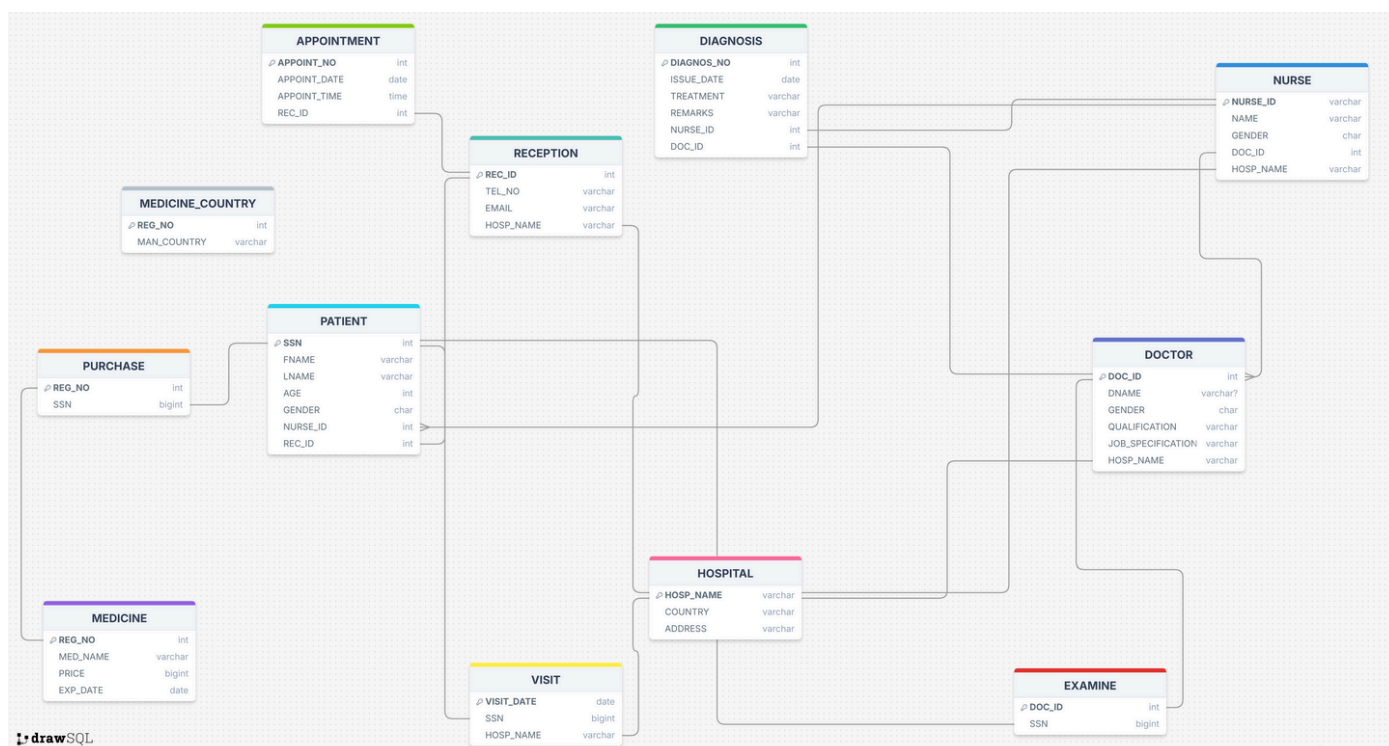 APPOINTMENT
APPOINT_NO int
APPOINT_DATE date
APPOINT_TIME time
REC_ID int
DIAGNOSIS
DIAGNOS_NO int
ISSUE_DATE date
TREATMENT varchar
REMARKS varchar
NURSE_ID int
DOC_ID int
NURSE
NURSE_ID varchar
NAME varchar
GENDER char
DOC_ID int
HOSP_NAME varchar
RECEPTION
REC_ID int
TEL_NO varchar
EMAIL varchar
HOSP_NAME varchar
MEDICINE_COUNTRY
REG_NO int
MAN_COUNTRY varchar
PATIENT
SSN int
FNAME varchar
LNAME varchar
AGE int
GENDER char
NURSE_ID int
REC_ID int
PURCHASE
REG_NO int
SSN bigint
DOCTOR
DOC_ID int
DNAME varchar?
GENDER char
QUALIFICATION varchar
JOB_SPECIFICATION varchar
HOSP_NAME varchar
HOSPITAL
HOSP_NAME varchar
COUNTRY varchar
ADDRESS varchar
MEDICINE
REG_NO int
MED_NAME varchar
PRICE bigint
EXP_DATE date
VISIT
VISIT_DATE date
SSN bigint
HOSP_NAME varchar
EXAMINE
DOC_ID int
SSN bigint
drawSQL